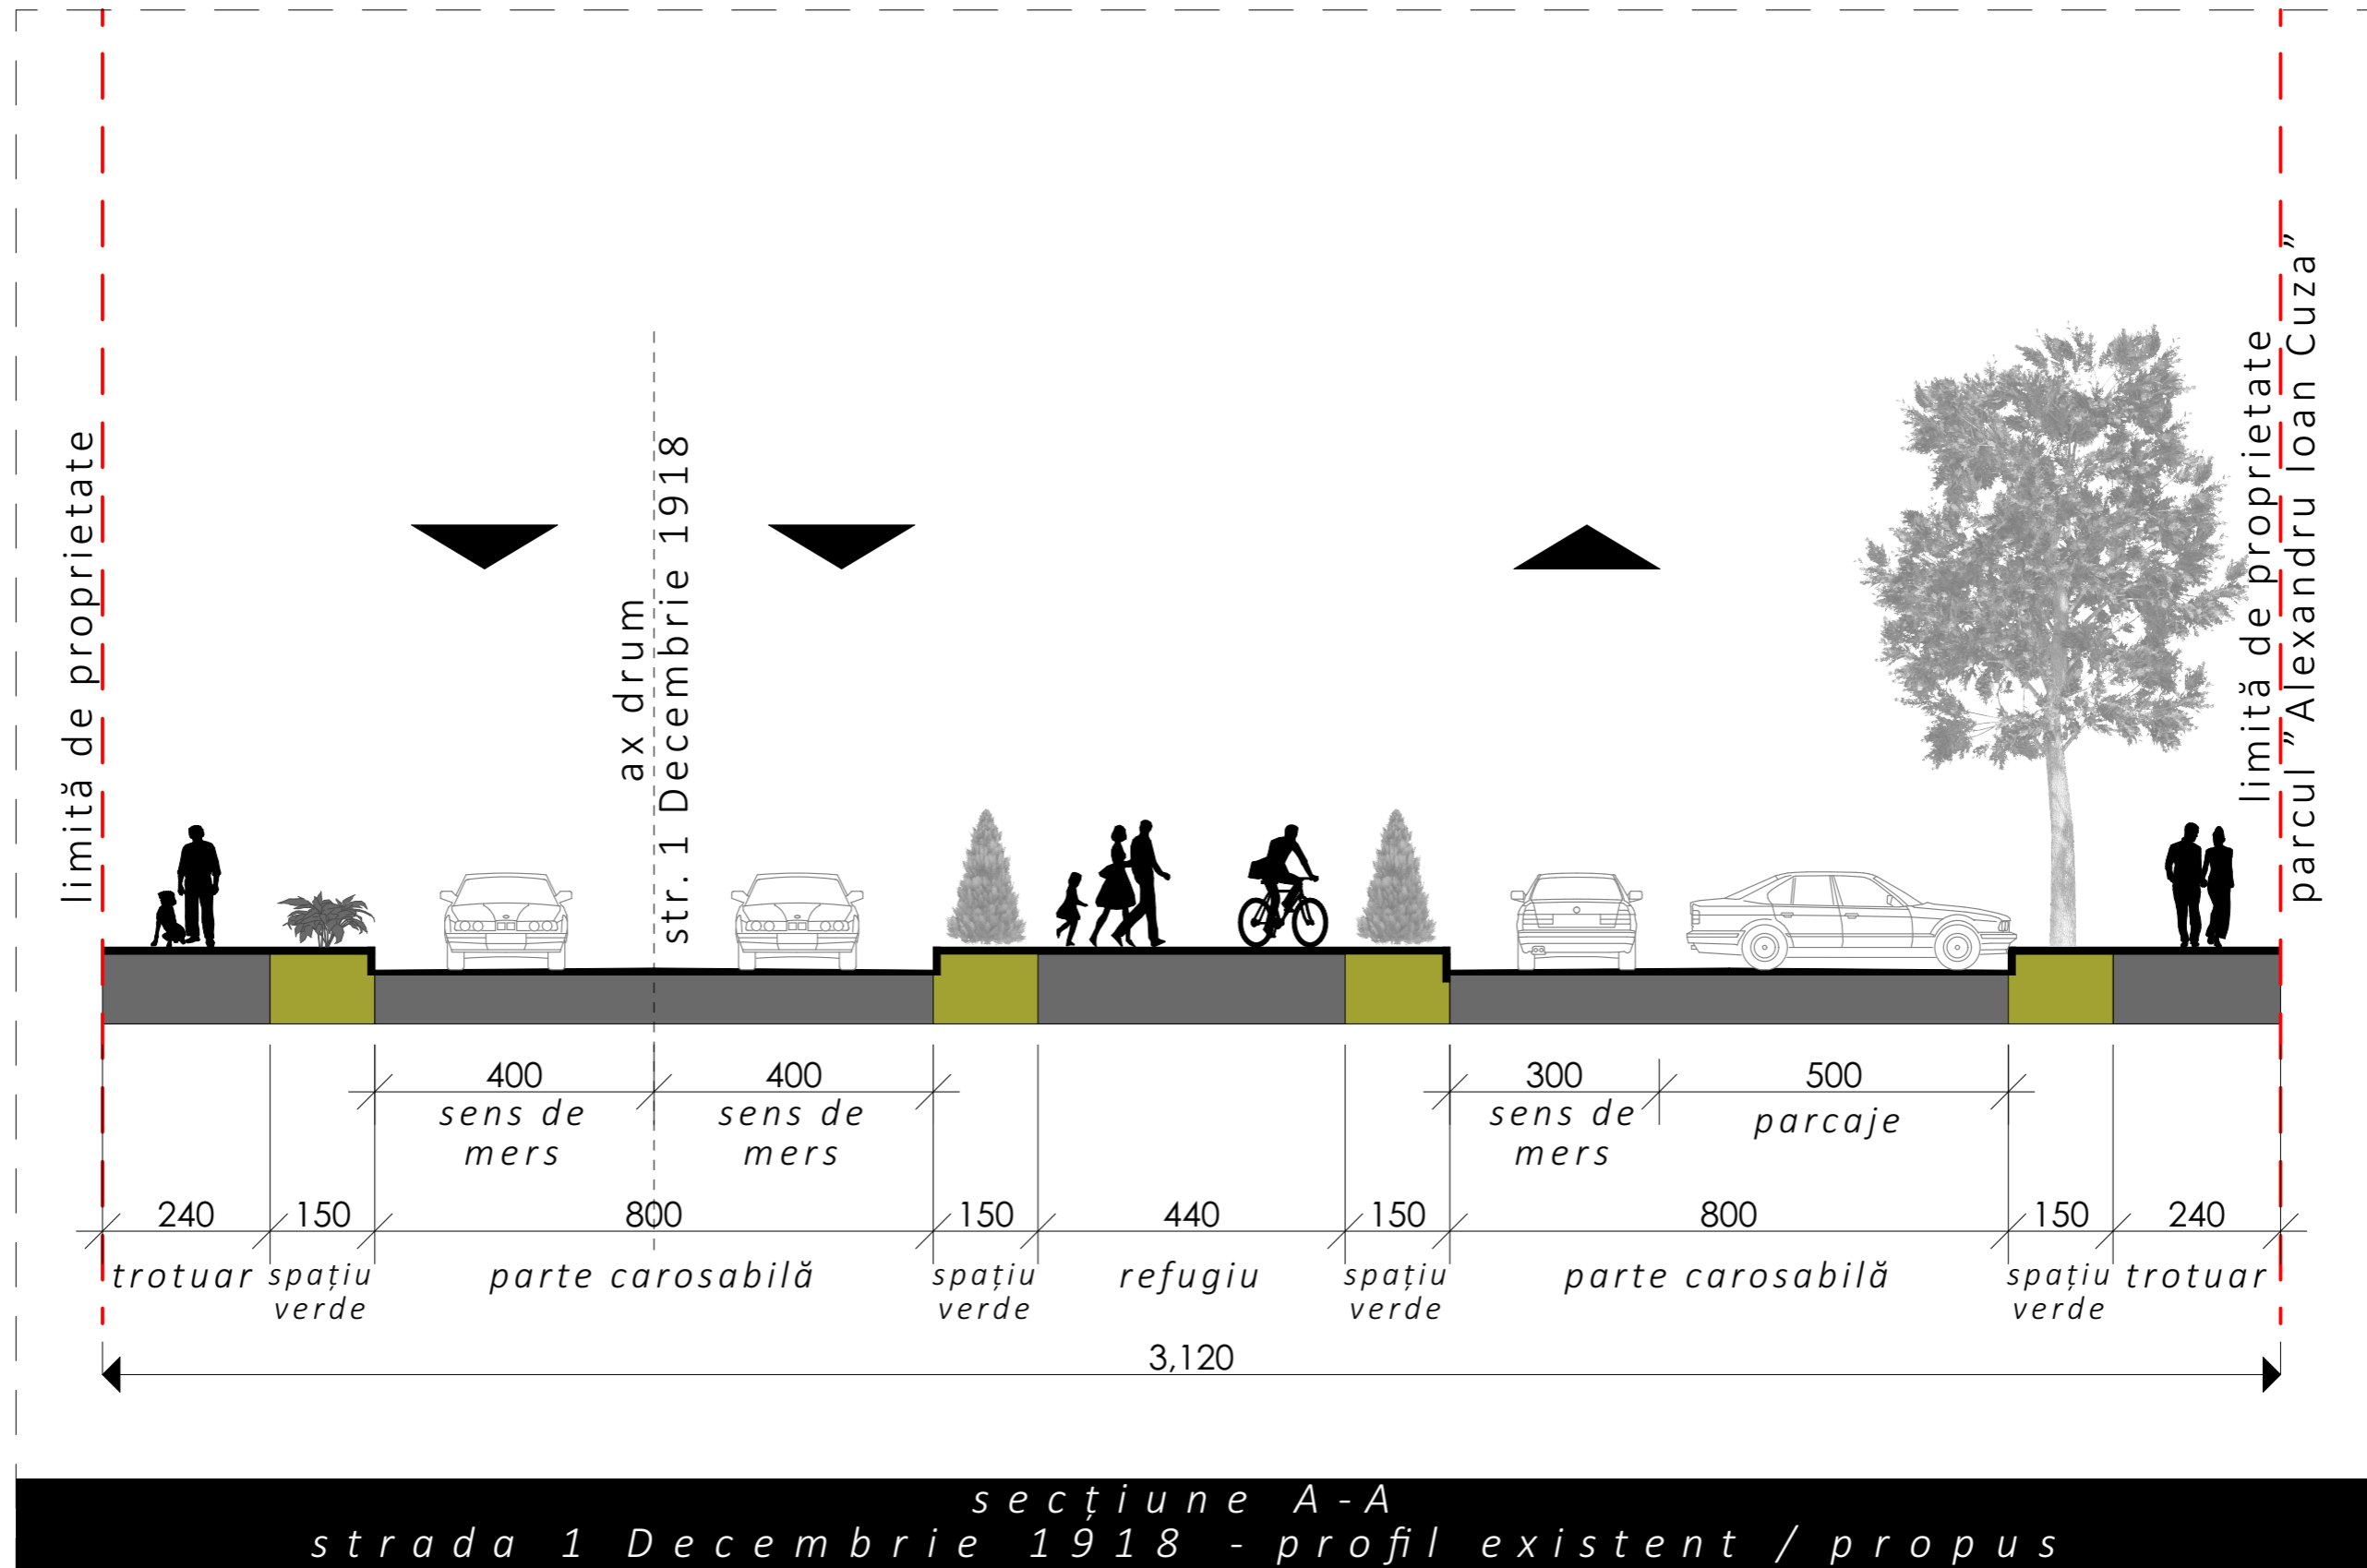 limită de proprietate
ax drum
str. 1 Decembrie 1918
limită de proprietate
parcul ”Alexandru Ioan Cuza”
400
sens de
mers
400
sens de
mers
300
sens de
mers
500
parcaje
240
trotuar
150
spațiu
verde
800
parte carosabilă
150
spațiu
verde
440
refugiu
150
spațiu
verde
800
parte carosabilă
150
spațiu
verde
240
trotuar
3,120
secțiune A-A
strada 1 Decembrie 1918 - profil existent / propus